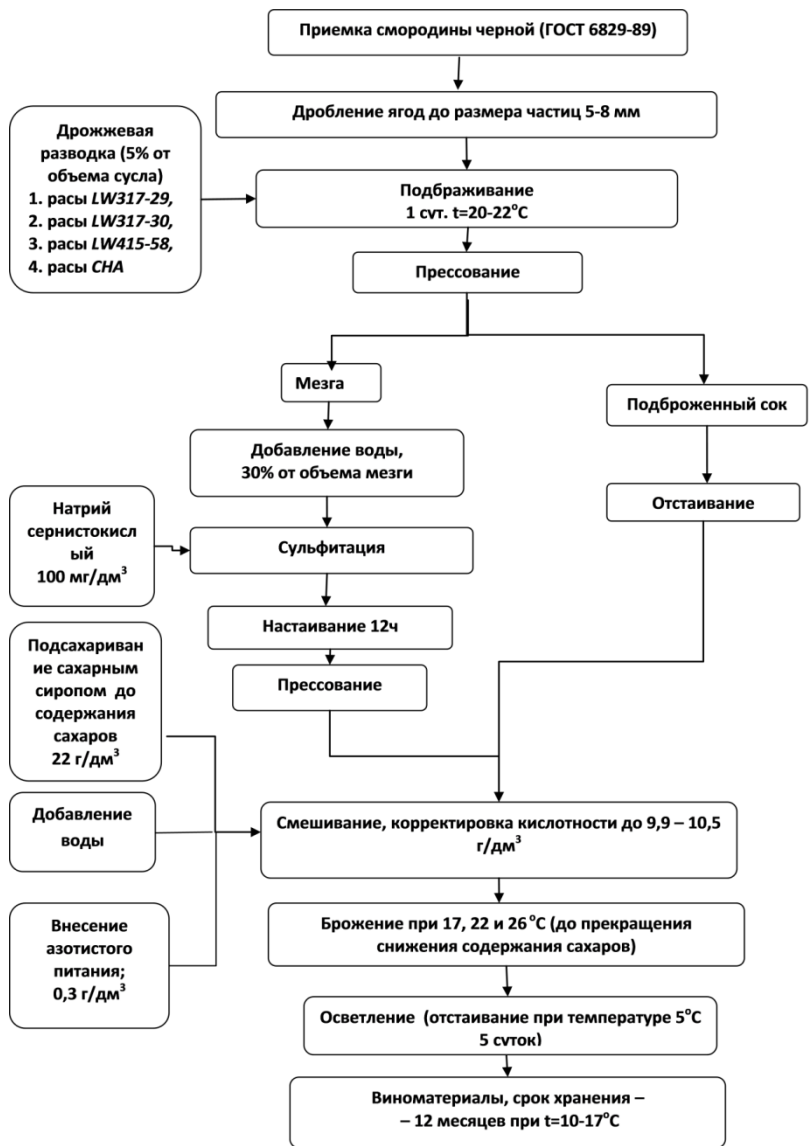 Приемка смородины черной (ГОСТ 6829-89)
Дробление ягод до размера частиц 5-8 мм
Дрожжевая
разводка (5% от
объема сусла)
1. расы LW317-29,
2. расы LW317-30,
3. расы LW415-58,
4. расы CHA
Подбраживание
1 сут. t=20-22°С
Прессование
Мезга
Подброженный сок
Добавление воды,
30% от объема мезги
Отстаивание
Натрий
сернистокисл
ый
100 мг/дм³
Сульфитация
Настаивание 12ч
Прессование
Подсахариван
ие сахарным
сиропом до
содержания
сахаров
22 г/дм³
Добавление
воды
Смешивание, корректировка кислотности до 9,9 – 10,5
г/дм³
Внесение
азотистого
питания;
0,3 г/дм³
Брожение при 17, 22 и 26 °С (до прекращения
снижения содержания сахаров)
Осветление (отстаивание при температуре 5°С
5 суток)
Виноматериалы, срок хранения –
– 12 месяцев при t=10-17°С